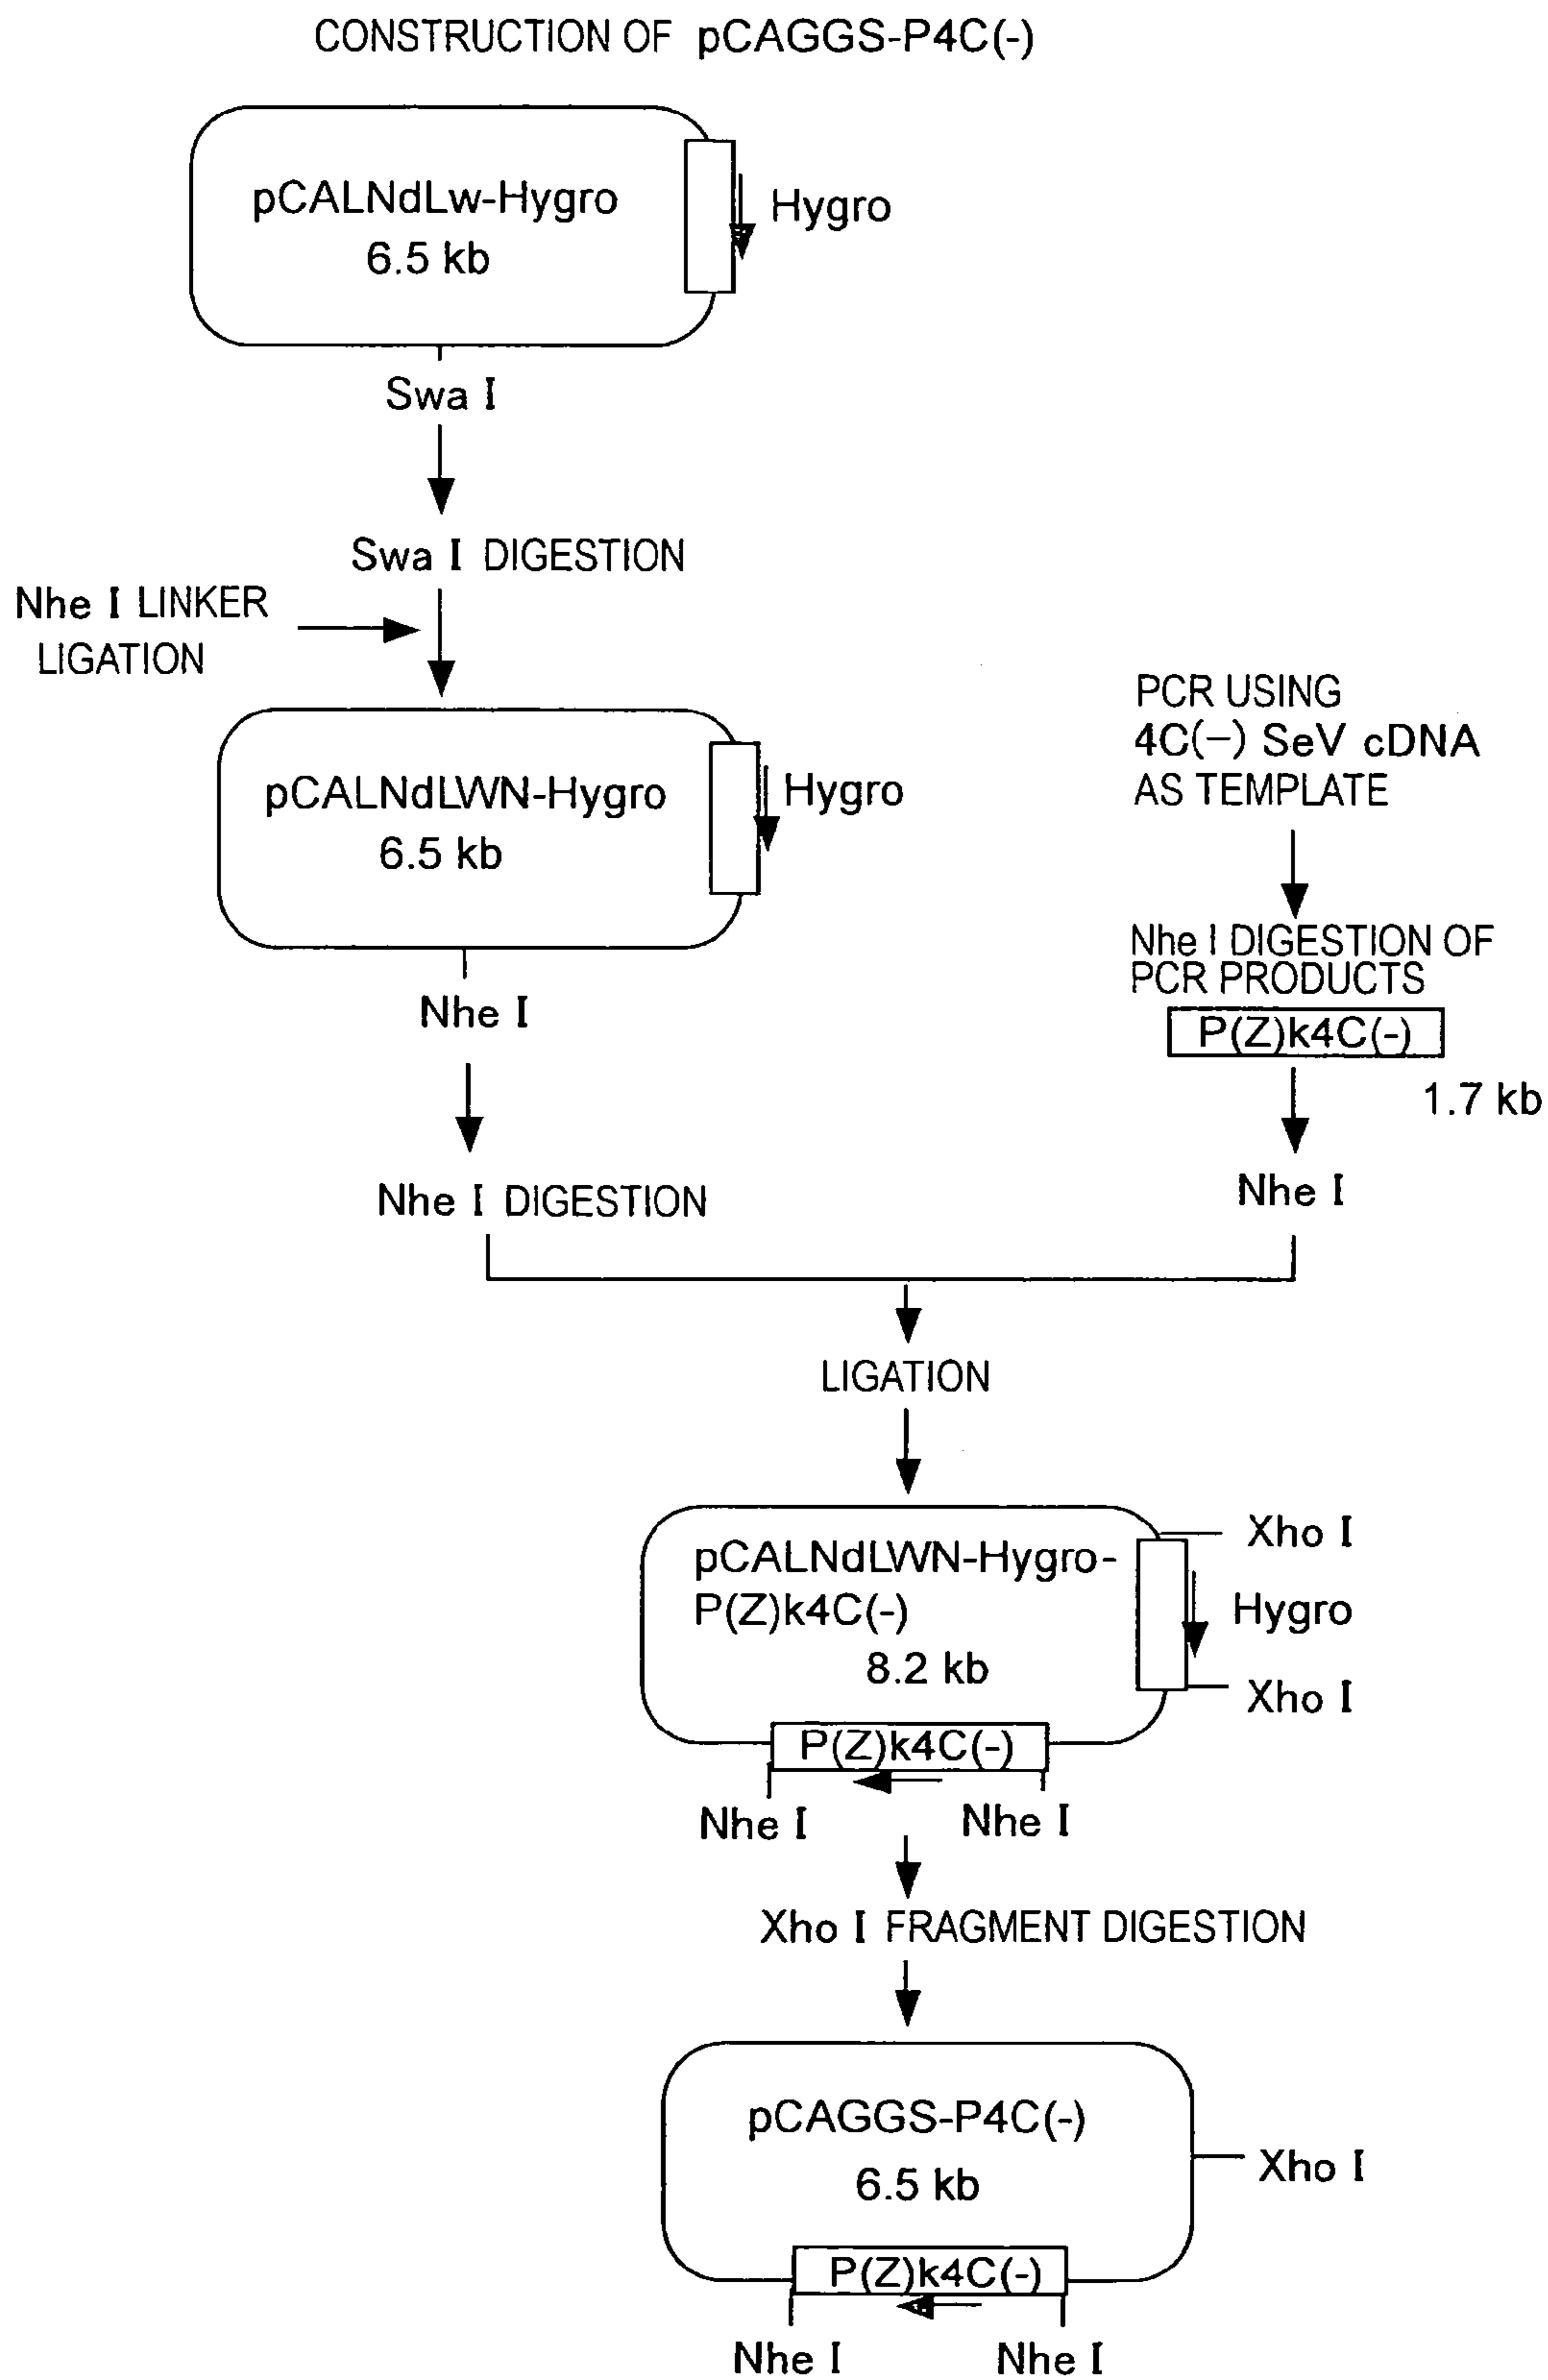 CONSTRUCTION OF pCAGGS-P4C(-)
pCALNdLw-Hygro
6.5 kb
Hygro
Swa I
Swa I DIGESTION
Nhe I LINKER
LIGATION
pCALNdLWN-Hygro
6.5 kb
Hygro
Nhe I
Nhe I DIGESTION
PCR USING
4C(−) SeV cDNA
AS TEMPLATE
Nhe I DIGESTION OF
PCR PRODUCTS
P(Z)k4C(-)
1.7 kb
Nhe I
LIGATION
pCALNdLWN-Hygro-
P(Z)k4C(-)
8.2 kb
Xho I
Hygro
Xho I
P(Z)k4C(-)
Nhe I
Nhe I
Xho I FRAGMENT DIGESTION
pCAGGS-P4C(-)
6.5 kb
Xho I
P(Z)k4C(-)
Nhe I
Nhe I